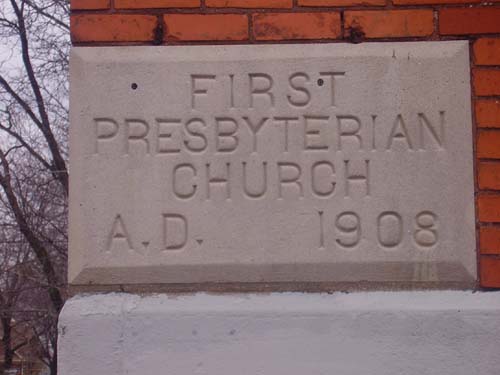 FIRST
PRESBYTERIAN
CHURCH
A.D. 1908